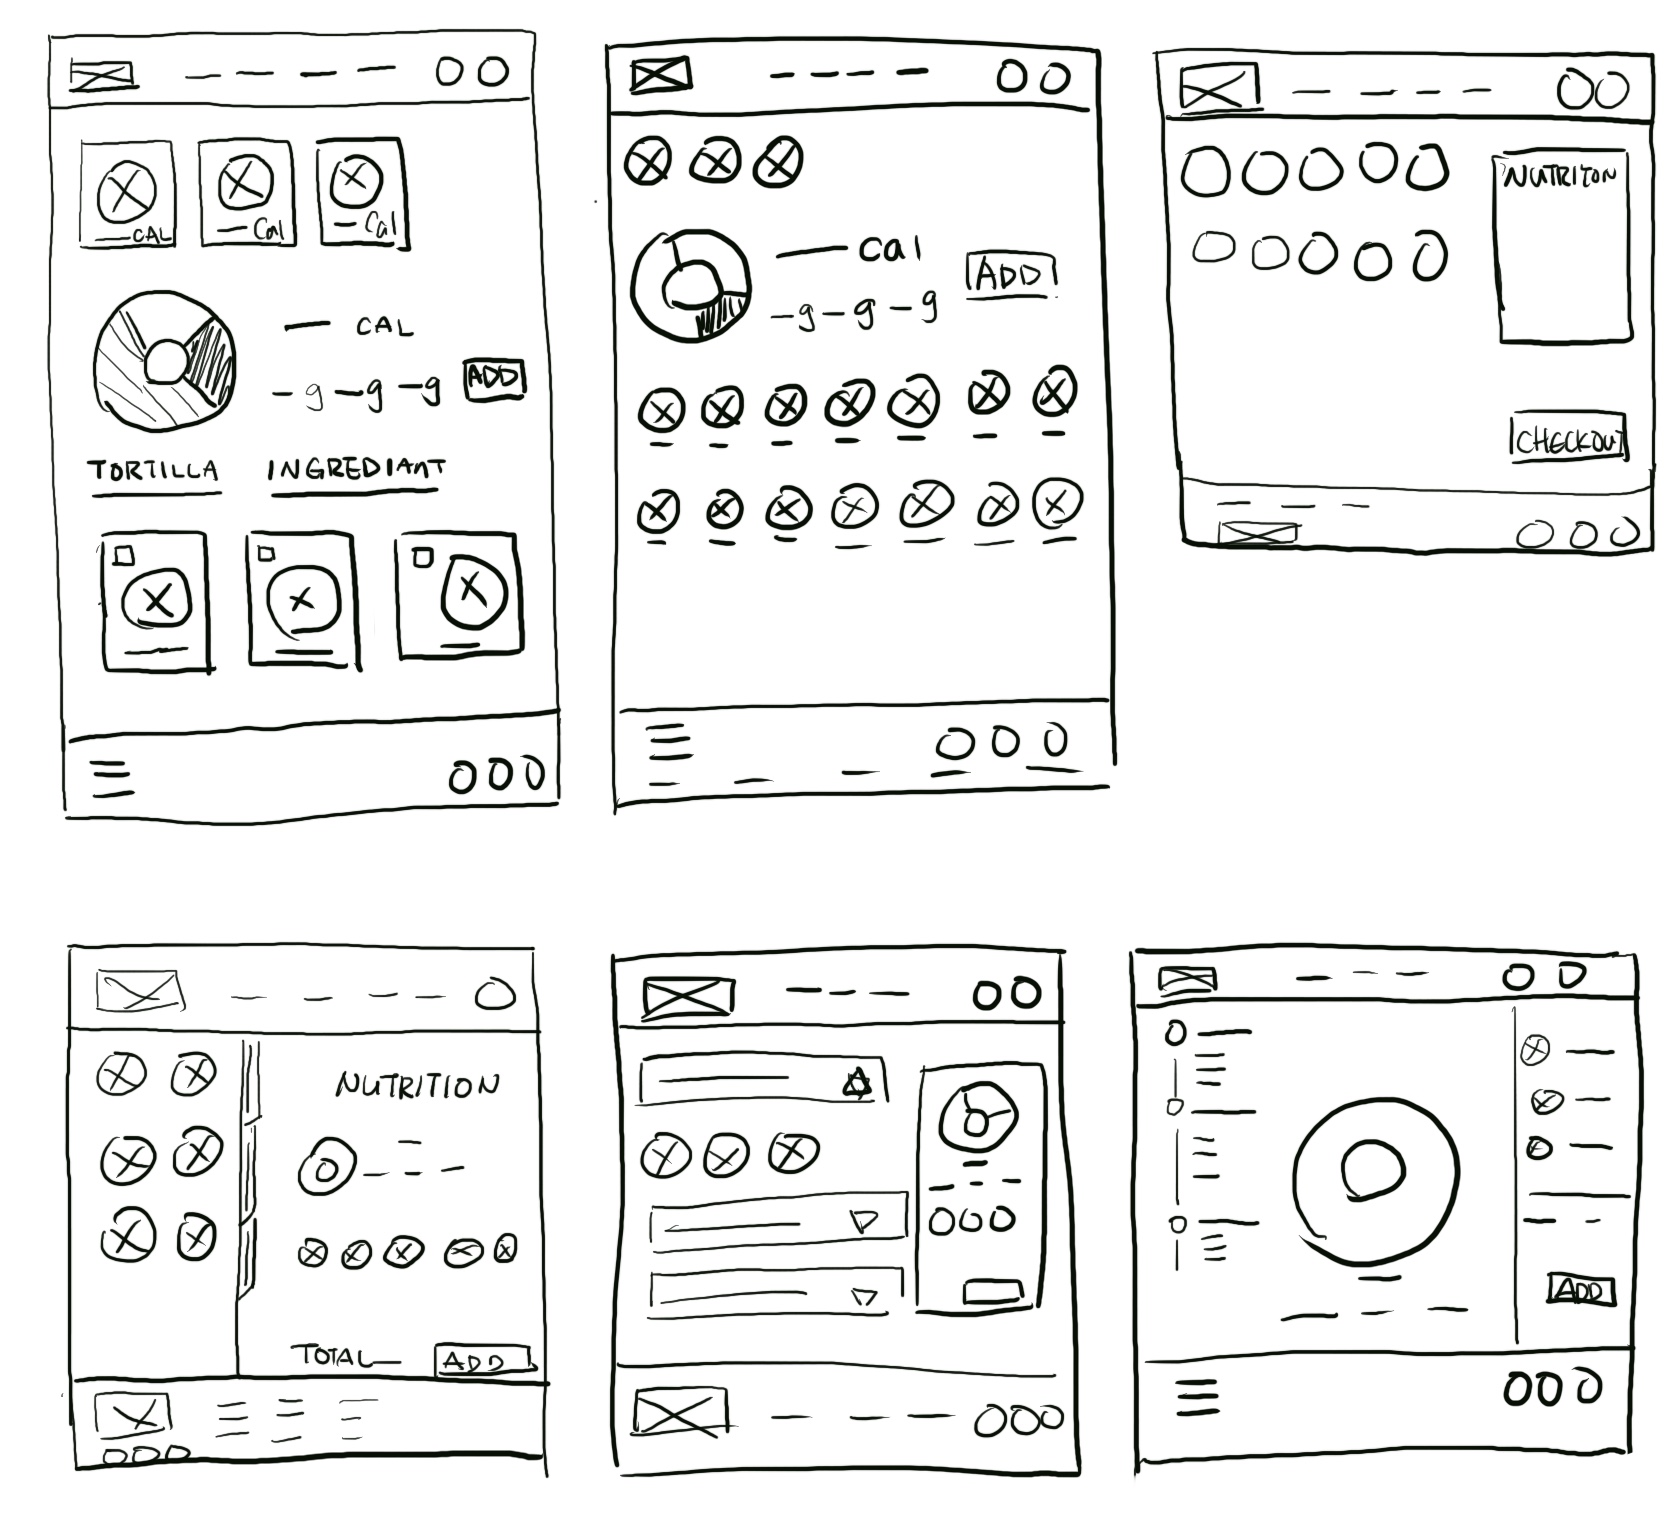 CAL Cal Cal
CAL
g g g ADD
TORTILLA INGREDIANT
cal
ADD
g g g
NUTRITON
CHECKOUT
NUTRITION
TOTAL ADD
ADD